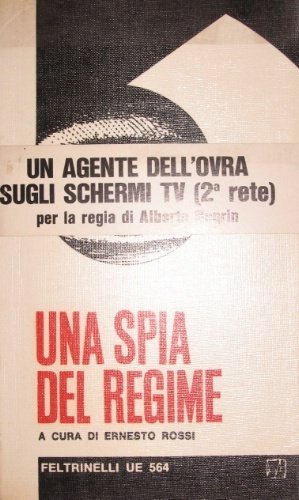 UN AGENTE DELL'OVRA
SUGLI SCHERMI TV (2ª rete)
per la regia di Alberto Negrin
UNA SPIA
DEL REGIME
A CURA DI ERNESTO ROSSI
FELTRINELLI UE 564